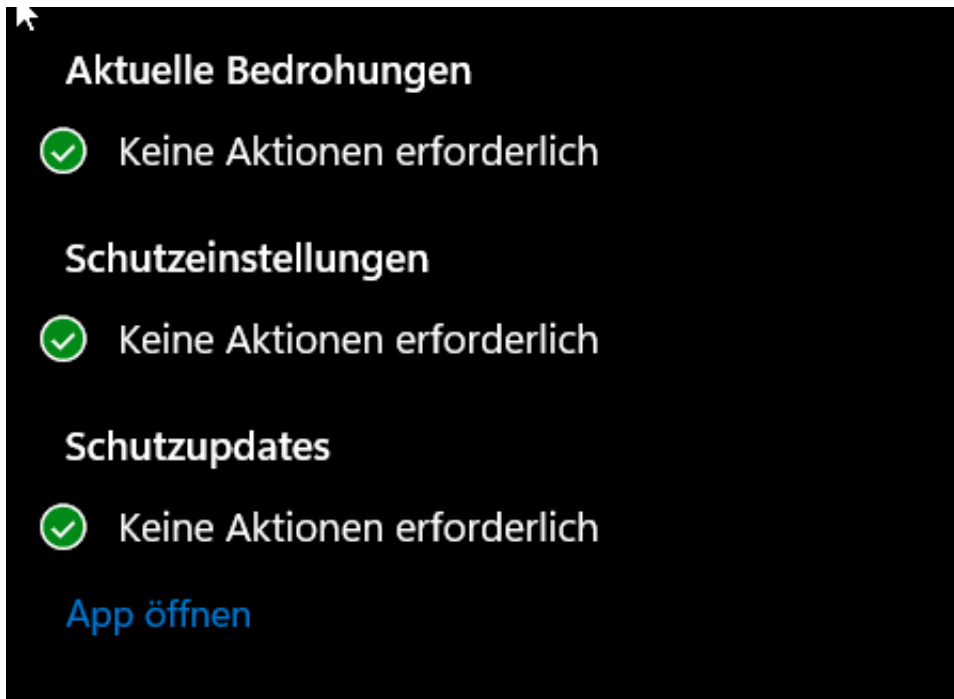 Aktuelle Bedrohungen
Keine Aktionen erforderlich
Schutzeinstellungen
Keine Aktionen erforderlich
Schutzupdates
Keine Aktionen erforderlich
App öffnen